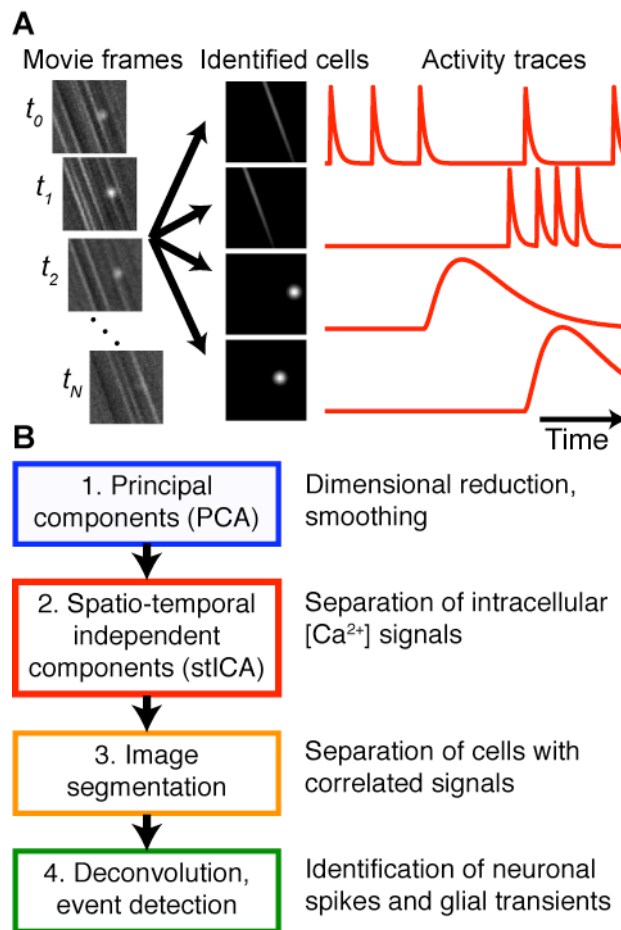 A
Movie frames Identified cells Activity traces
t0
t1
t2
tN
Time
B
1. Principal
components (PCA)
Dimensional reduction,
smoothing
2. Spatio-temporal
independent
components (stICA)
Separation of intracellular
[Ca²⁺] signals
3. Image
segmentation
Separation of cells with
correlated signals
4. Deconvolution,
event detection
Identification of neuronal
spikes and glial transients